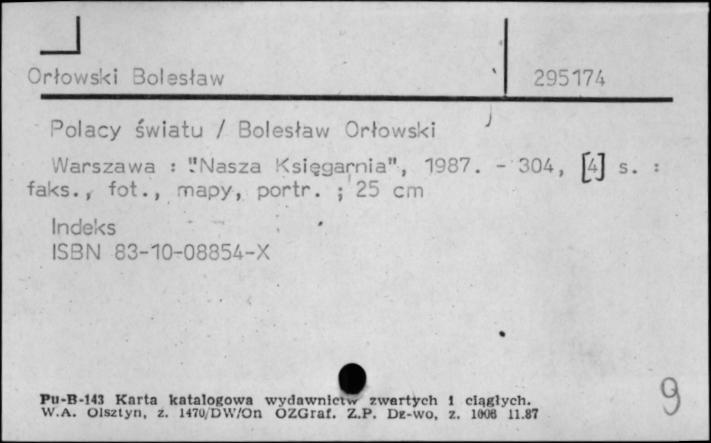 Orłowski Bolesław 295174
Polacy światu / Bolesław Orłowski
Warszawa : "Nasza Księgarnia", 1987. - 304, [4] s. :
faks., fot., mapy, portr. ; 25 cm
Indeks
ISBN 83-10-08854-X
Pu-B-143 Karta katalogowa wydawnictw zwartych i ciągłych.
W.A. Olsztyn, z. 1470/DW/On OZGraf. Z.P. Dz-wo, z. 1008 11.87
9